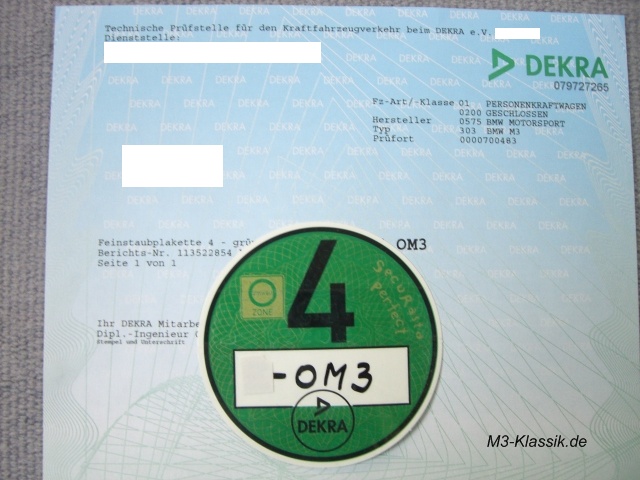 Technische Prüfstelle für den Kraftfahrzeugverkehr beim DEKRA e.V.
Dienststelle:
DEKRA
079727265
Fz-Art/-Klasse 01 PERSONENKRAFTWAGEN
0200 GESCHLOSSEN
Hersteller 0575 BMW MOTORSPORT
Typ 303 BMW M3
Prüfort 0000700483
Feinstaubplakette 4 - grü OM3
Berichts-Nr. 113522854
Seite 1 von 1
Ihr DEKRA Mitarbe
Dipl.-Ingenieur (
Stempel und Unterschrift
4
ZONE
Securasta
perfect
-OM3
DEKRA
M3-Klassik.de